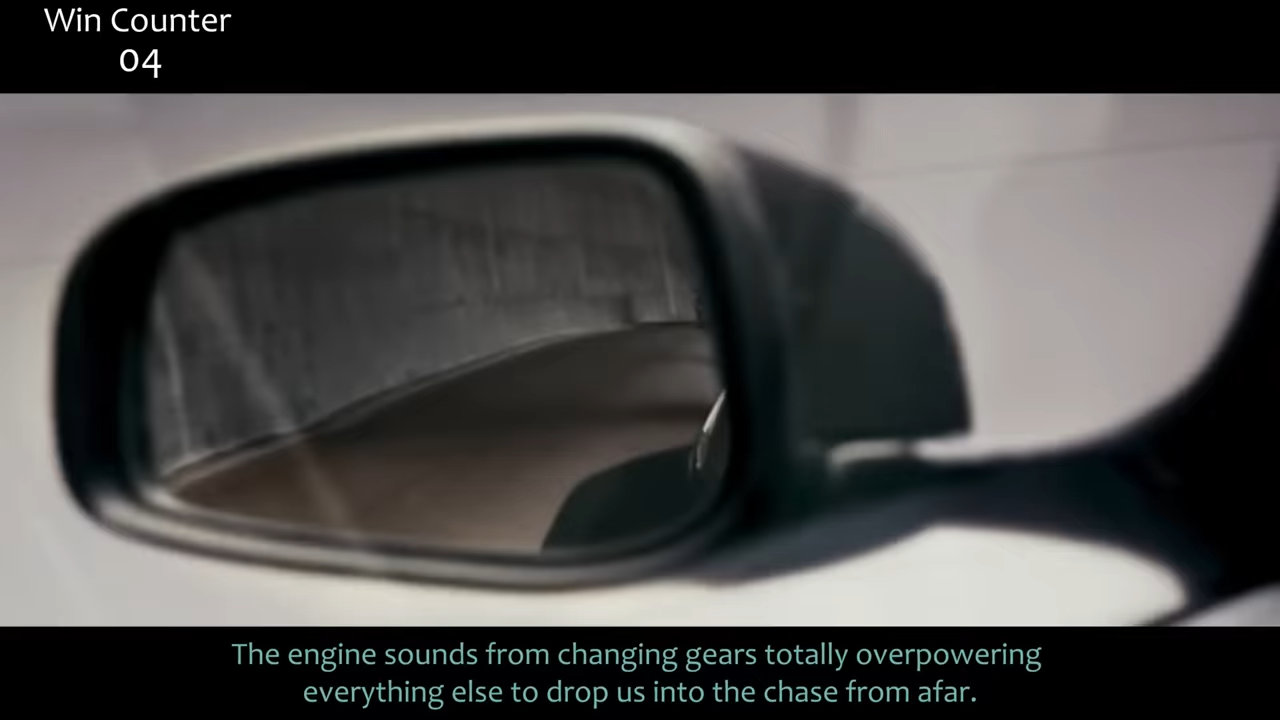 Win Counter
04
The engine sounds from changing gears totally overpowering
everything else to drop us into the chase from afar.